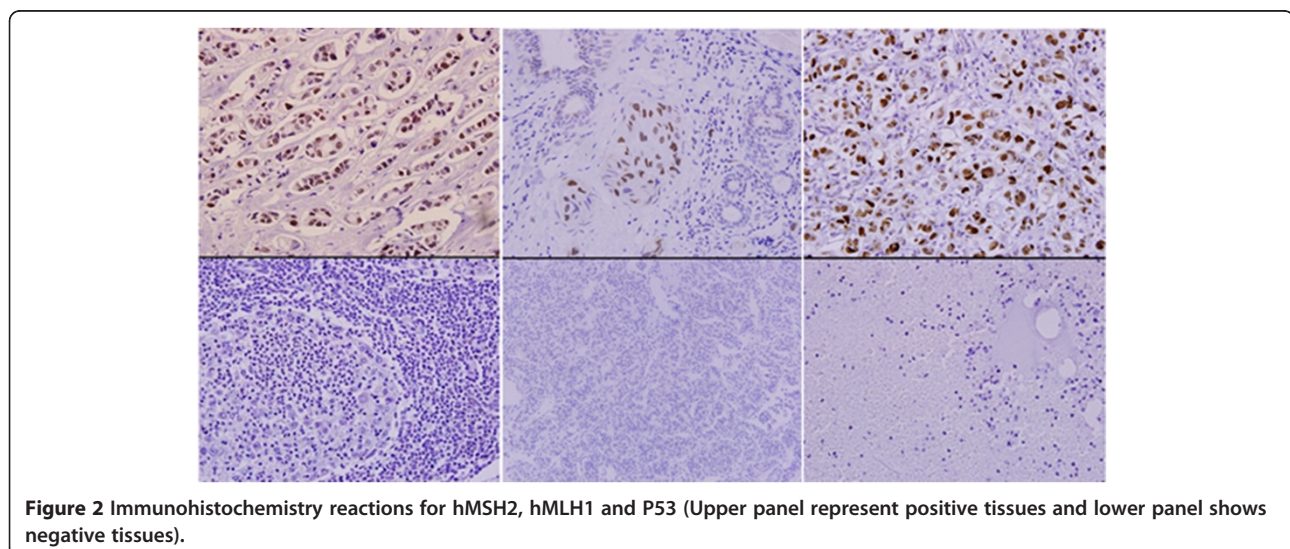 Figure 2 Immunohistochemistry reactions for hMSH2, hMLH1 and P53 (Upper panel represent positive tissues and lower panel shows
negative tissues).